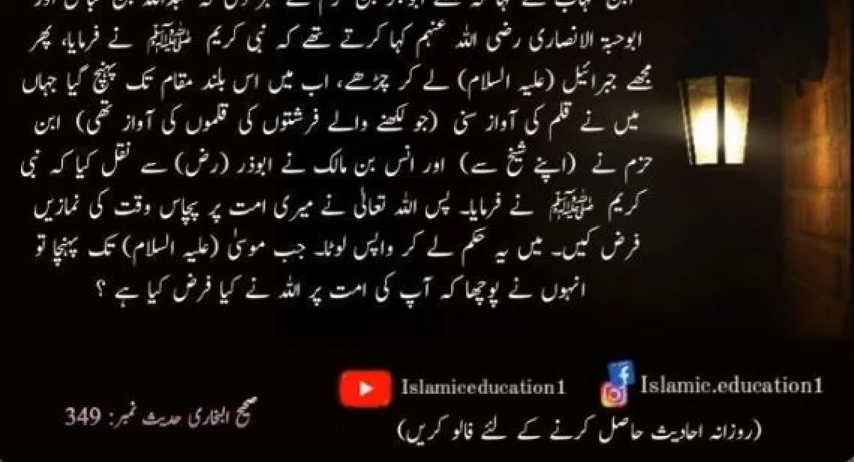 ابوحبۃ الانصاری رضی اللہ عنہم کہا کرتے تھے کہ نبی کریم ﷺ نے فرمایا، پھر
مجھے جبرائیل (علیہ السلام) لے کر چڑھے، اب میں اس بلند مقام تک پہنچ گیا جہاں
میں نے قلم کی آواز سنی (جو لکھنے والے فرشتوں کی قلموں کی آواز تھی) ابن
حزم نے (اپنے شیخ سے) اور انس بن مالک نے ابوذر (رض) سے نقل کیا کہ نبی
کریم ﷺ نے فرمایا۔ پس اللہ تعالیٰ نے میری امت پر پچاس وقت کی نمازیں
فرض کیں۔ میں یہ حکم لے کر واپس لوٹا۔ جب موسیٰ (علیہ السلام) تک پہنچا تو
انہوں نے پوچھا کہ آپ کی امت پر اللہ نے کیا فرض کیا ہے ؟
Islamiceducation1
Islamic.education1
صحیح البخاری حدیث نمبر: 349
(روزانہ احادیث حاصل کرنے کے لئے فالو کریں)